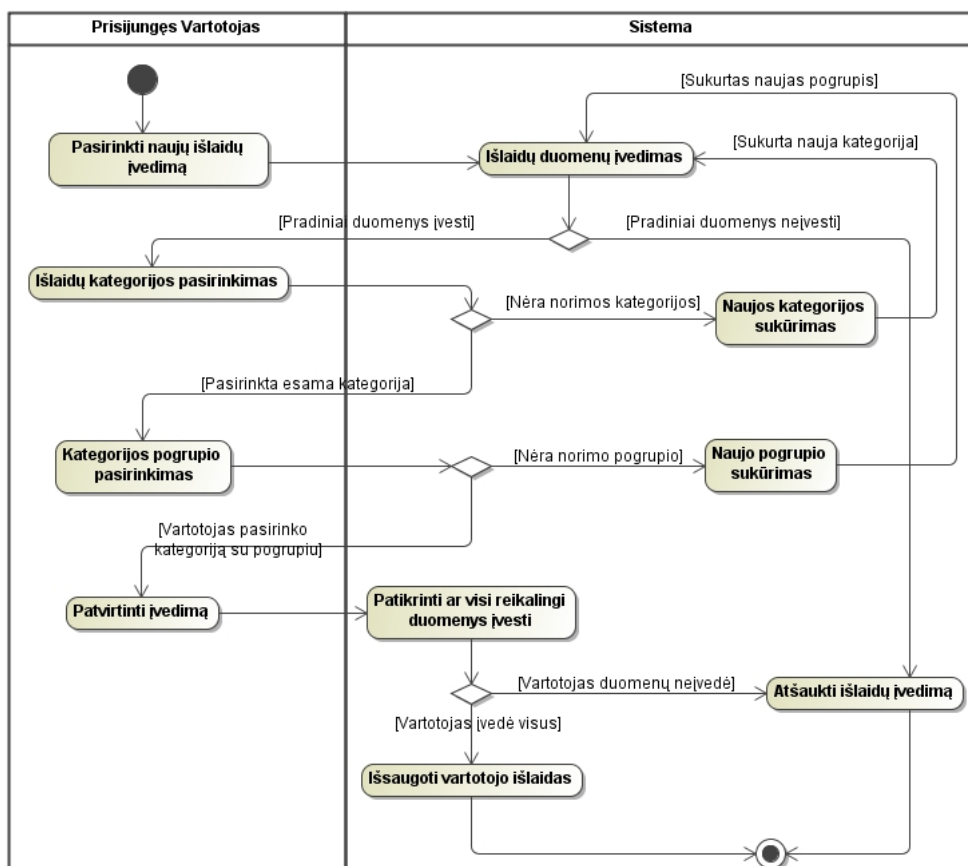 Prisijungęs Vartotojas
Sistema
[Sukurtas naujas pogrupis]
Pasirinkti naujų išlaidų
įvedimą
Išlaidų duomenų įvedimas
[Sukurta nauja kategorija]
[Pradiniai duomenys įvesti]
[Pradiniai duomenys neįvesti]
Išlaidų kategorijos pasirinkimas
[Nėra norimos kategorijos]
Naujos kategorijos
sukūrimas
[Pasirinkta esama kategorija]
Kategorijos pogrupio
pasirinkimas
[Nėra norimo pogrupio]
Naujo pogrupio
sukūrimas
[Vartotojas pasirinko
kategoriją su pogrupiu]
Patvirtinti įvedimą
Patikrinti ar visi reikalingi
duomenys įvesti
[Vartotojas duomenų neįvedė]
Atšaukti išlaidų įvedimą
[Vartotojas įvedė visus]
Išsaugoti vartotojo išlaidas